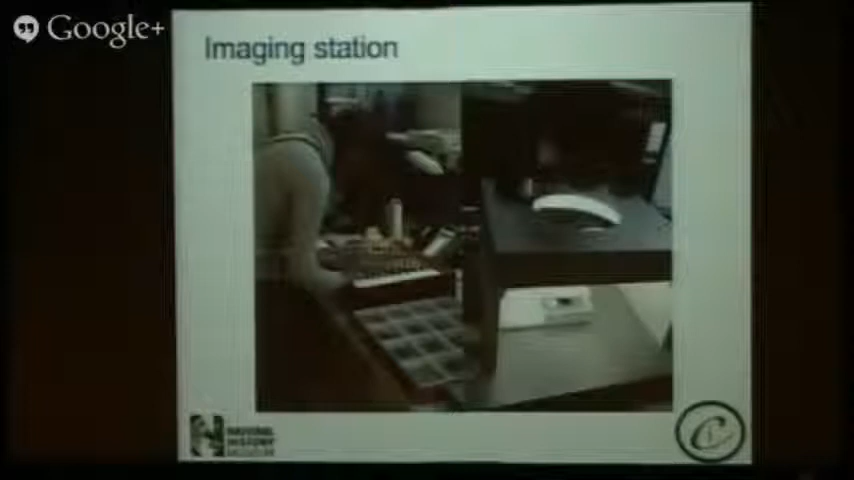 Google+
Imaging station
NATURAL
HISTORY
MUSEUM